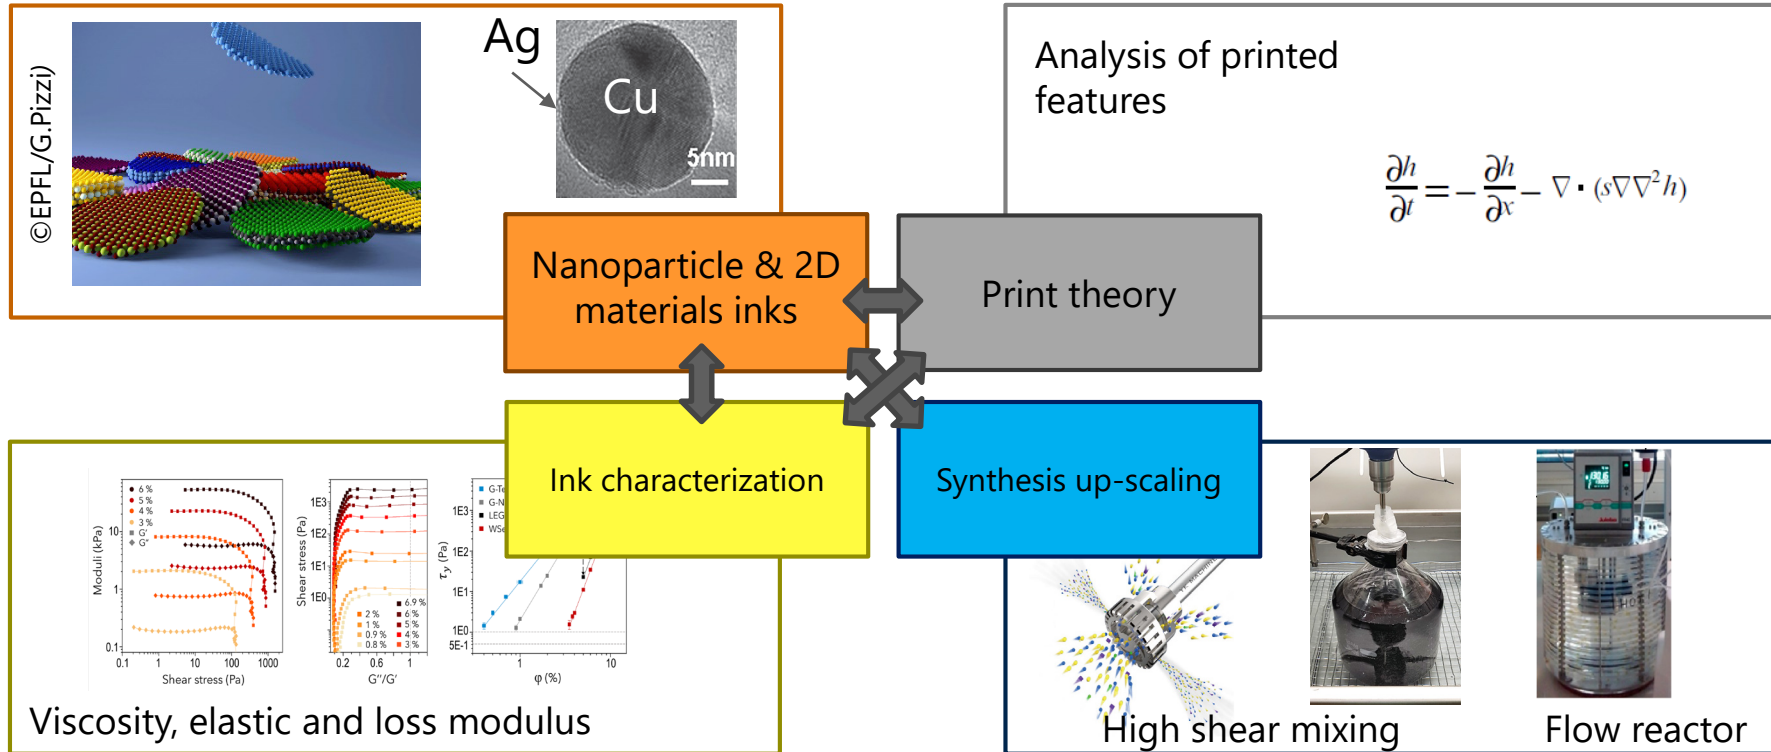 ©EPFL/G.Pizzi)
Ag
Cu
5nm
Analysis of printed
features
∂h/∂t = − ∂h/∂x − ∇ · (s∇∇²h)
Nanoparticle & 2D
materials inks
Print theory
Ink characterization
Synthesis up-scaling
6 %
5 %
4 %
3 %
G'
G''
Moduli (kPa)
10
1
0.1
0.1
1
10
100
1000
Shear stress (Pa)
Shear stress (Pa)
1E3
1E2
1E1
1E0
2 %
1 %
0.9 %
0.8 %
6.9 %
6 %
5 %
4 %
3 %
0.2
0.6
1
G''/G'
G-Te
G-N
LEG
WSe
τy (Pa)
1E3
1E2
1E1
1E0
5E-1
1
10
φ (%)
Viscosity, elastic and loss modulus
High shear mixing
Flow reactor